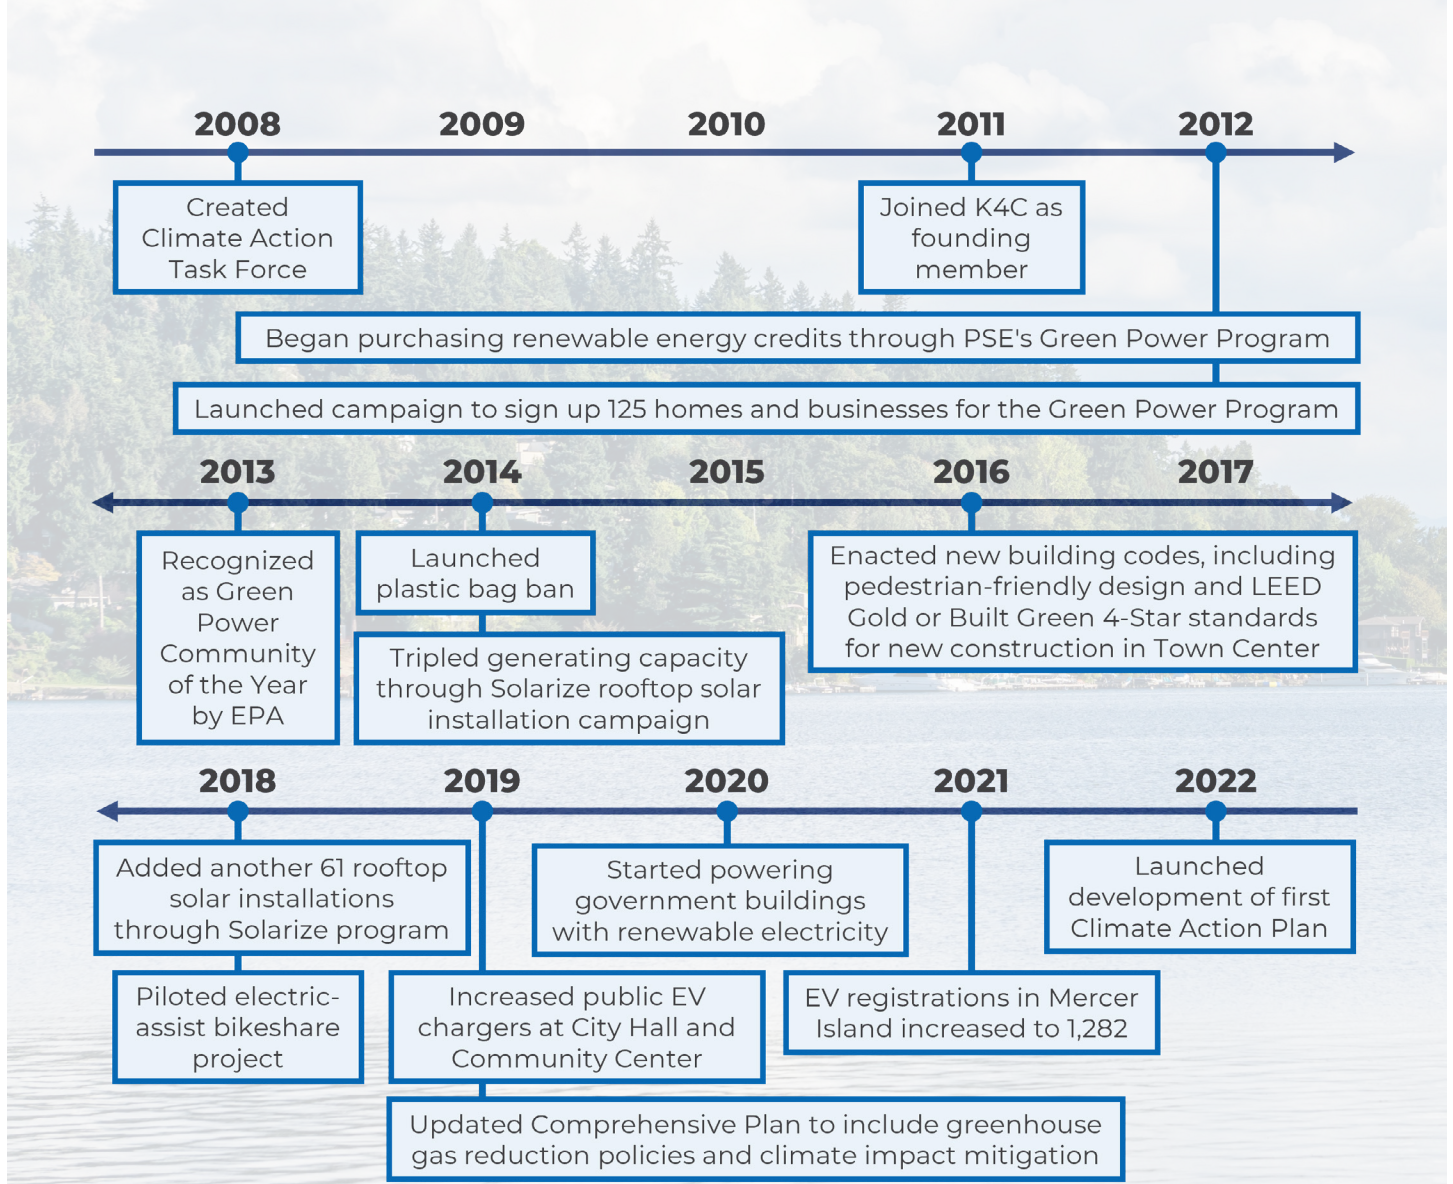 2008 2009 2010 2011 2012
Created
Climate Action
Task Force
Joined K4C as
founding
member
Began purchasing renewable energy credits through PSE's Green Power Program
Launched campaign to sign up 125 homes and businesses for the Green Power Program
2013 2014 2015 2016 2017
Recognized
as Green
Power
Community
of the Year
by EPA
Launched
plastic bag ban
Tripled generating capacity
through Solarize rooftop solar
installation campaign
Enacted new building codes, including
pedestrian-friendly design and LEED
Gold or Built Green 4-Star standards
for new construction in Town Center
2018 2019 2020 2021 2022
Added another 61 rooftop
solar installations
through Solarize program
Piloted electric-
assist bikeshare
project
Increased public EV
chargers at City Hall and
Community Center
Updated Comprehensive Plan to include greenhouse
gas reduction policies and climate impact mitigation
Started powering
government buildings
with renewable electricity
EV registrations in Mercer
Island increased to 1,282
Launched
development of first
Climate Action Plan